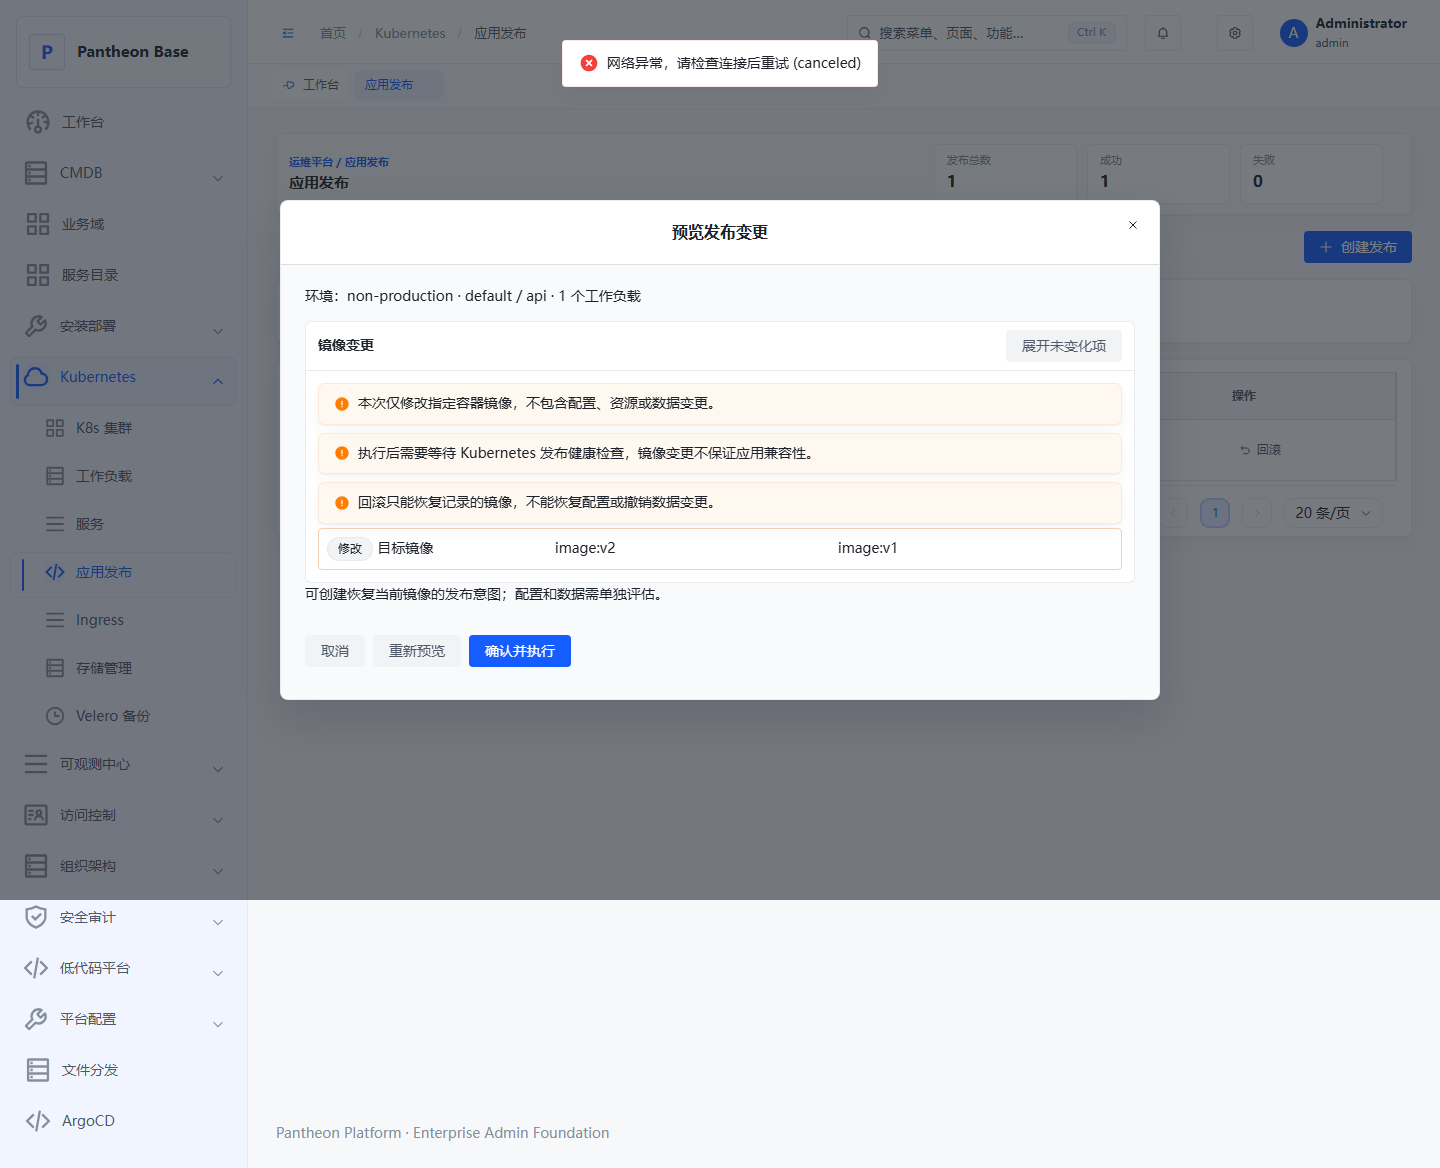 P Pantheon Base
首页 / Kubernetes / 应用发布
搜索菜单、页面、功能... Ctrl K
A Administrator
admin
网络异常，请检查连接后重试 (canceled)
工作台 应用发布
工作台
CMDB
业务域
服务目录
安装部署
Kubernetes
K8s 集群
工作负载
服务
应用发布
Ingress
存储管理
Velero 备份
可观测中心
访问控制
组织架构
安全审计
低代码平台
平台配置
文件分发
ArgoCD
运维平台 / 应用发布
应用发布
发布总数
1
成功
1
失败
0
创建发布
预览发布变更
环境：non-production · default / api · 1 个工作负载
镜像变更 展开未变化项
本次仅修改指定容器镜像，不包含配置、资源或数据变更。
执行后需要等待 Kubernetes 发布健康检查，镜像变更不保证应用兼容性。
回滚只能恢复记录的镜像，不能恢复配置或撤销数据变更。
修改 目标镜像 image:v2 image:v1
可创建恢复当前镜像的发布意图；配置和数据需单独评估。
取消 重新预览 确认并执行
操作
回滚
1 20 条/页
Pantheon Platform · Enterprise Admin Foundation